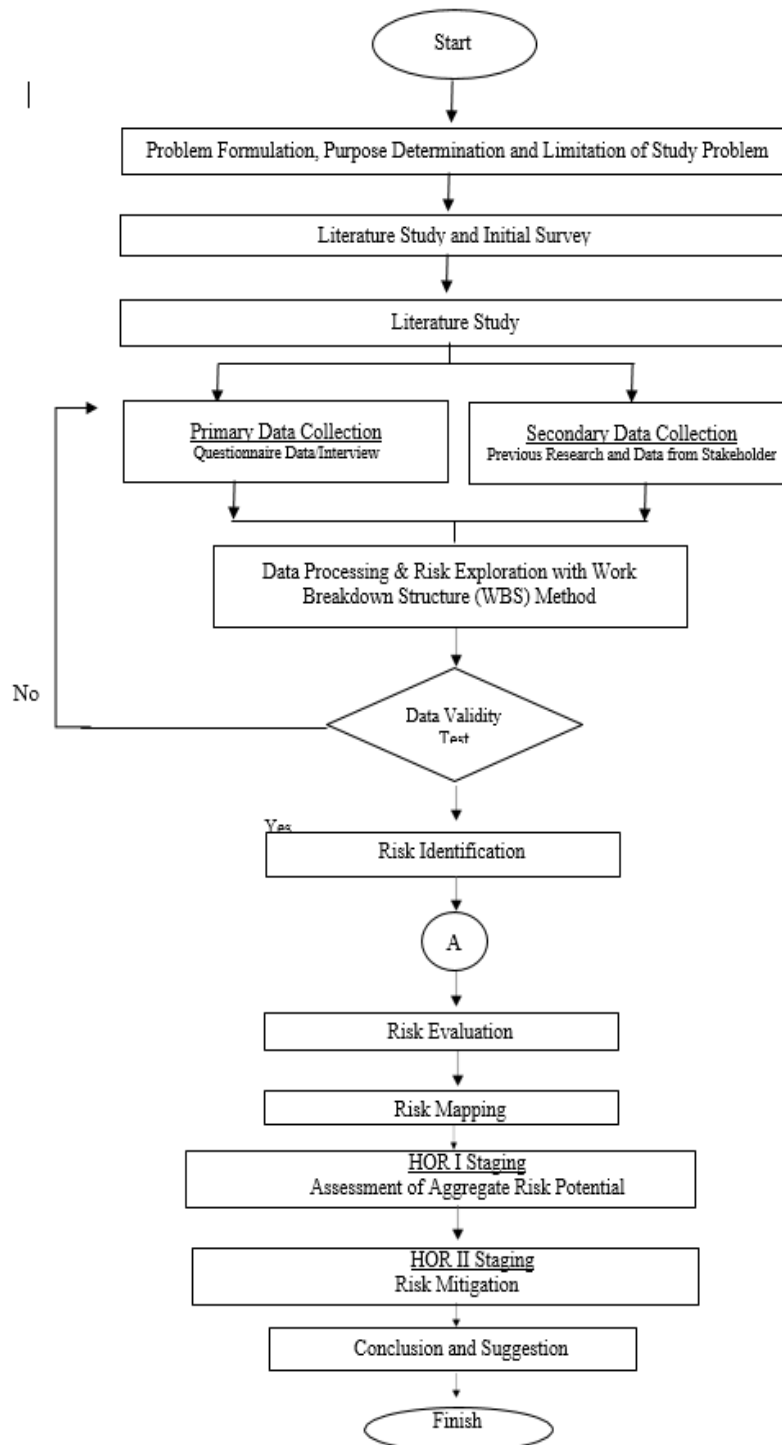 Start
Problem Formulation, Purpose Determination and Limitation of Study Problem
Literature Study and Initial Survey
Literature Study
Primary Data Collection
Questionnaire Data/Interview
Secondary Data Collection
Previous Research and Data from Stakeholder
Data Processing & Risk Exploration with Work
Breakdown Structure (WBS) Method
No
Data Validity
Test
Yes
Risk Identification
A
Risk Evaluation
Risk Mapping
HOR I Staging
Assessment of Aggregate Risk Potential
HOR II Staging
Risk Mitigation
Conclusion and Suggestion
Finish